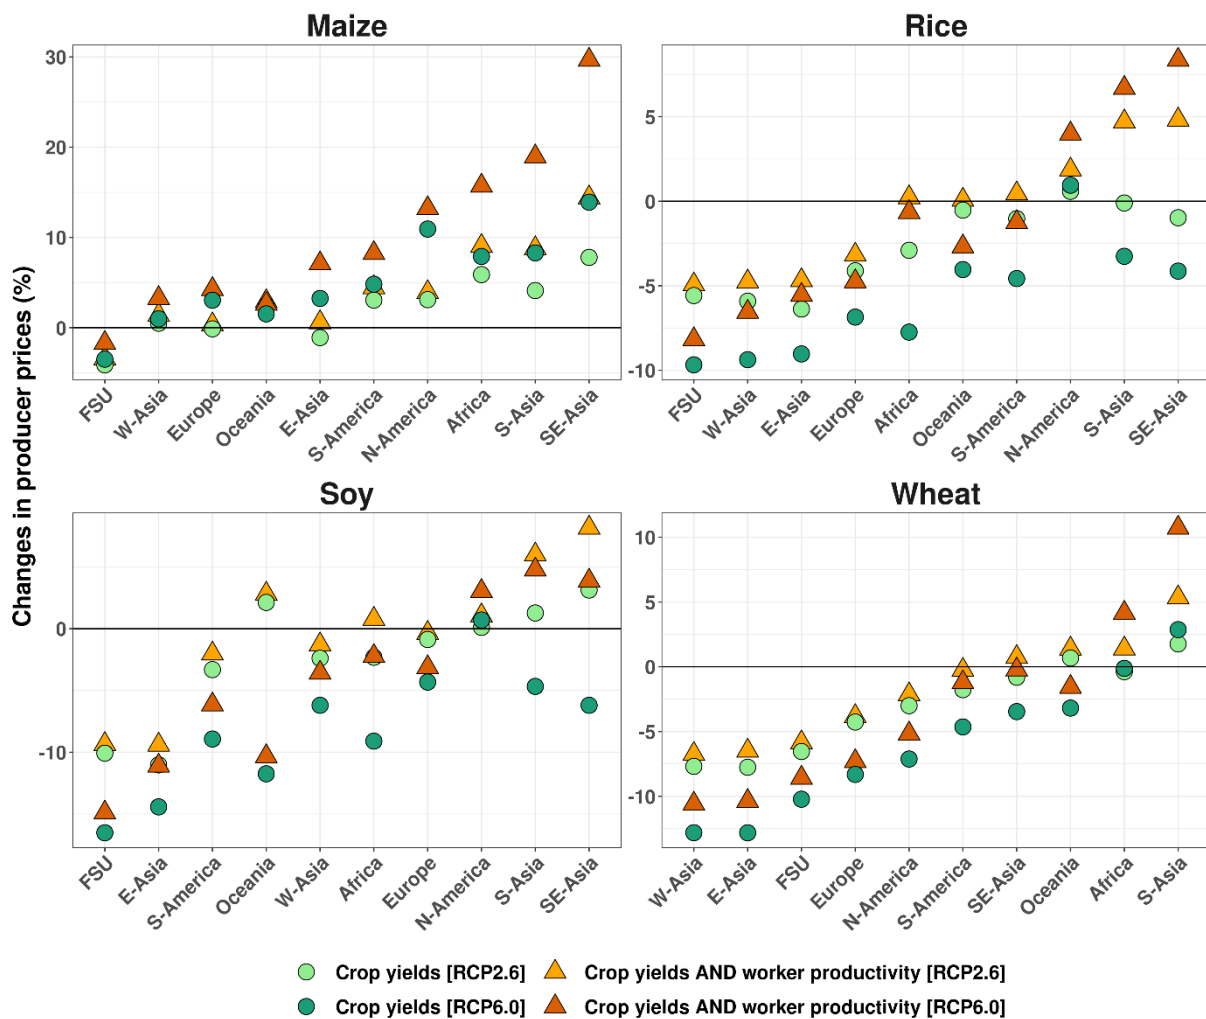 Maize
Rice
Changes in producer prices (%)
30
20
10
0
FSU
W-Asia
Europe
Oceania
E-Asia
S-America
N-America
Africa
S-Asia
SE-Asia
5
0
-5
-10
FSU
W-Asia
E-Asia
Europe
Africa
Oceania
S-America
N-America
S-Asia
SE-Asia
Soy
Wheat
0
-10
FSU
E-Asia
S-America
Oceania
W-Asia
Africa
Europe
N-America
S-Asia
SE-Asia
10
5
0
-5
-10
W-Asia
E-Asia
FSU
Europe
N-America
S-America
SE-Asia
Oceania
Africa
S-Asia
Crop yields [RCP2.6]
Crop yields AND worker productivity [RCP2.6]
Crop yields [RCP6.0]
Crop yields AND worker productivity [RCP6.0]